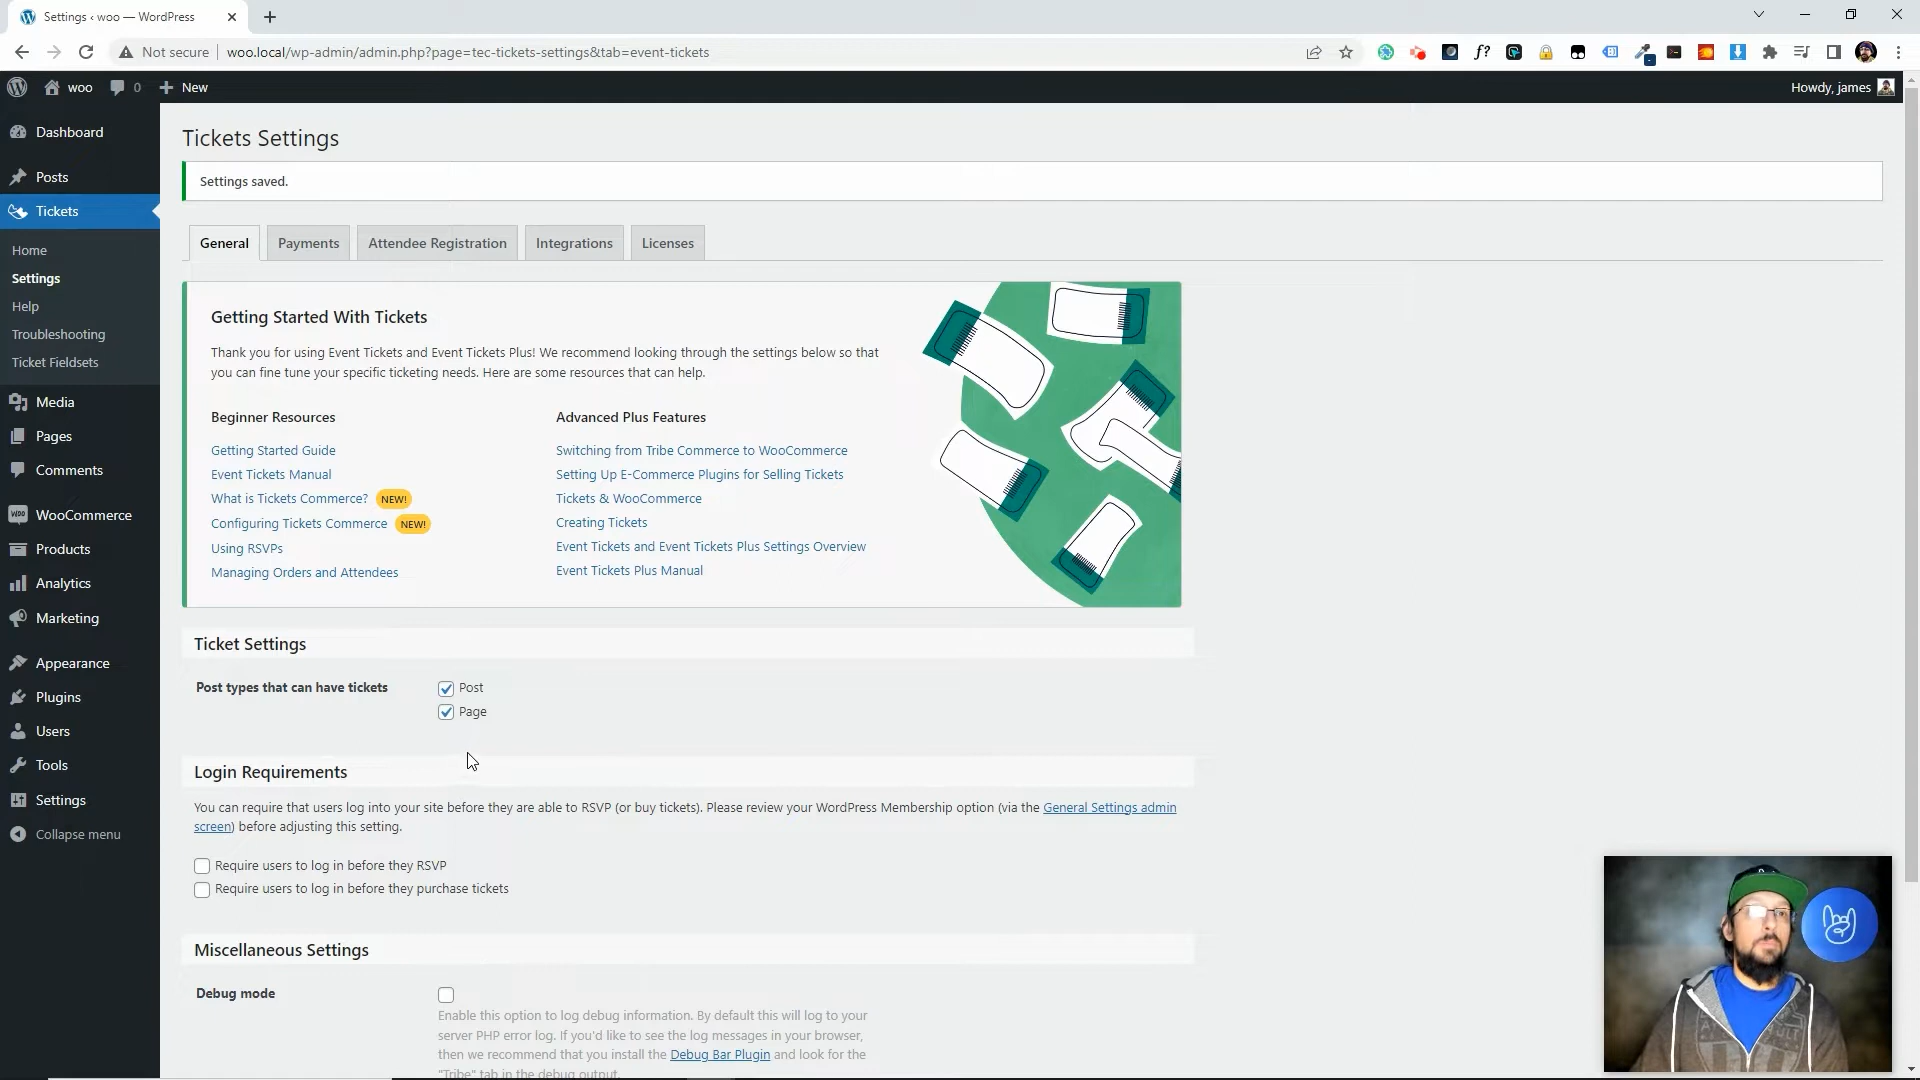 Settings ‹ woo — WordPress
Not secure
woo.local/wp-admin/admin.php?page=tec-tickets-settings&tab=event-tickets
woo
0
New
Howdy, james
Dashboard
Posts
Tickets
Home
Settings
Help
Troubleshooting
Ticket Fieldsets
Media
Pages
Comments
WooCommerce
Products
Analytics
Marketing
Appearance
Plugins
Users
Tools
Settings
Collapse menu
Tickets Settings
Settings saved.
General
Payments
Attendee Registration
Integrations
Licenses
Getting Started With Tickets
Thank you for using Event Tickets and Event Tickets Plus! We recommend looking through the settings below so that
you can fine tune your specific ticketing needs. Here are some resources that can help.
Beginner Resources
Getting Started Guide
Event Tickets Manual
What is Tickets Commerce? NEW!
Configuring Tickets Commerce NEW!
Using RSVPs
Managing Orders and Attendees
Advanced Plus Features
Switching from Tribe Commerce to WooCommerce
Setting Up E-Commerce Plugins for Selling Tickets
Tickets & WooCommerce
Creating Tickets
Event Tickets and Event Tickets Plus Settings Overview
Event Tickets Plus Manual
Ticket Settings
Post types that can have tickets
Post
Page
Login Requirements
You can require that users log into your site before they are able to RSVP (or buy tickets). Please review your WordPress Membership option (via the General Settings admin
screen) before adjusting this setting.
Require users to log in before they RSVP
Require users to log in before they purchase tickets
Miscellaneous Settings
Debug mode
Enable this option to log debug information. By default this will log to your
server PHP error log. If you'd like to see the log messages in your browser,
then we recommend that you install the Debug Bar Plugin and look for the
"Tribe" tab in the debug output.